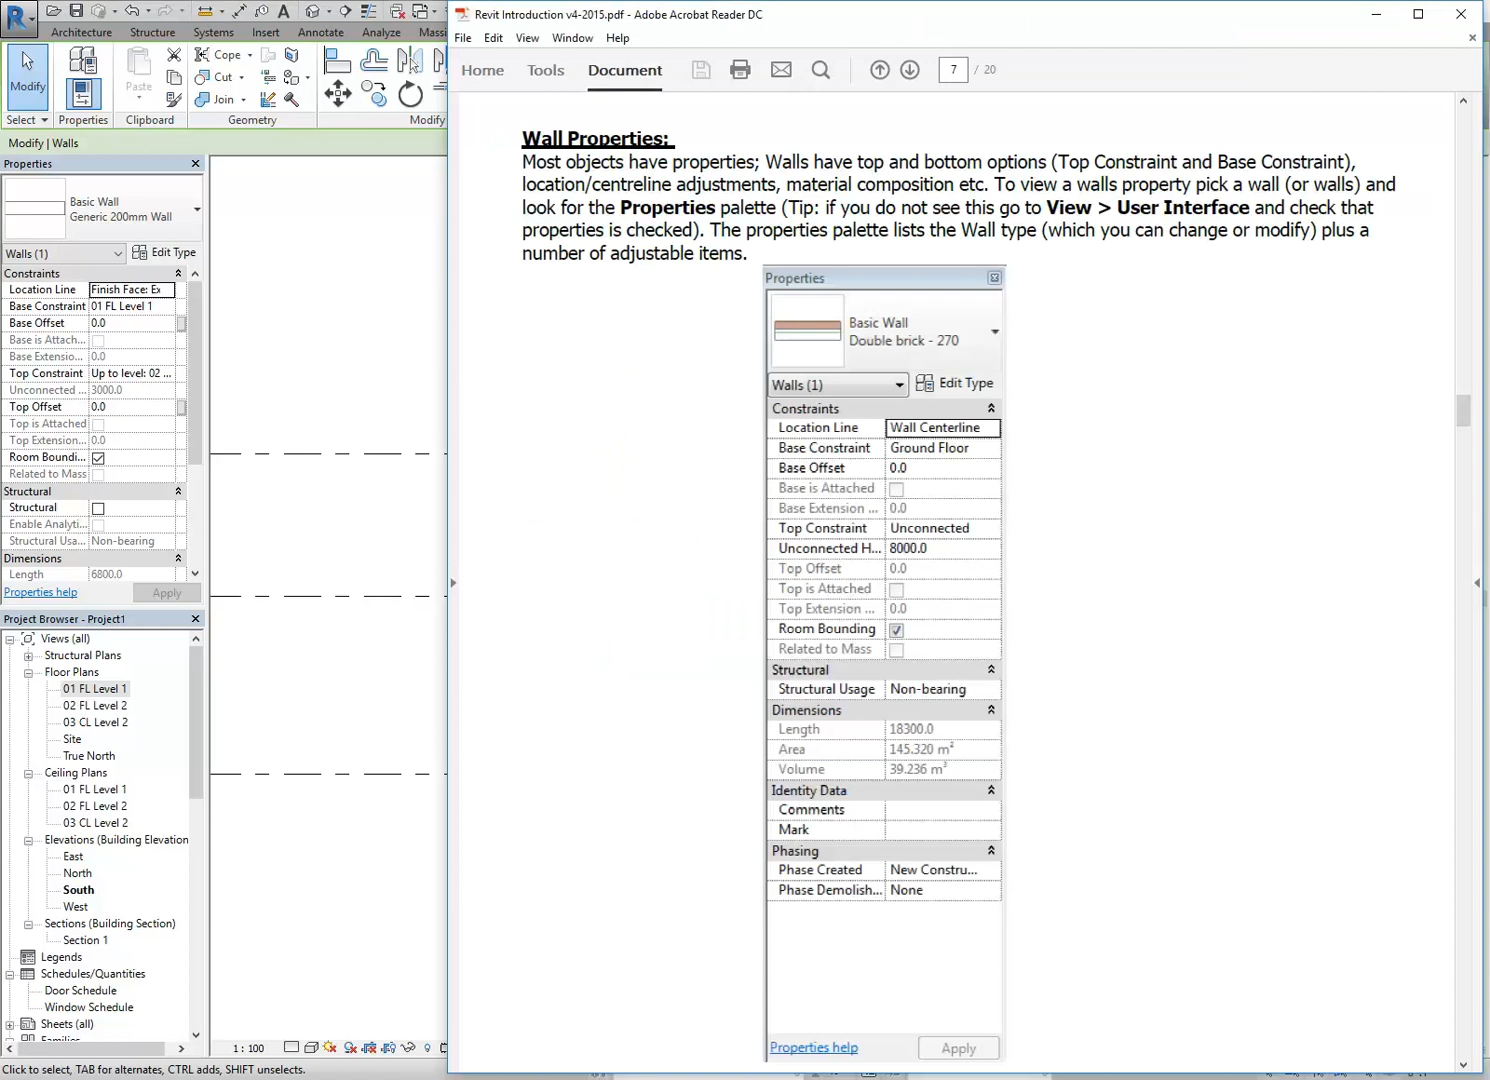 Architecture Structure Systems Insert Annotate Analyze Massi
Modify
Paste
Cope
Cut
Join
Select Properties Clipboard Geometry Modify
Modify | Walls
Properties
Basic Wall
Generic 200mm Wall
Walls (1) Edit Type
Constraints
Location Line Finish Face: Ex
Base Constraint 01 FL Level 1
Base Offset 0.0
Base is Attach...
Base Extensio... 0.0
Top Constraint Up to level: 02 ...
Unconnected ... 3000.0
Top Offset 0.0
Top is Attached
Top Extension ... 0.0
Room Boundi...
Related to Mass
Structural
Structural
Enable Analyti...
Structural Usa... Non-bearing
Dimensions
Length 6800.0
Properties help Apply
Project Browser - Project1
Views (all)
Structural Plans
Floor Plans
01 FL Level 1
02 FL Level 2
03 CL Level 2
Site
True North
Ceiling Plans
01 FL Level 1
02 FL Level 2
03 CL Level 2
Elevations (Building Elevation
East
North
South
West
Sections (Building Section)
Section 1
Legends
Schedules/Quantities
Door Schedule
Window Schedule
Sheets (all)
1 : 100
Click to select, TAB for alternates, CTRL adds, SHIFT unselects.
Revit Introduction v4-2015.pdf - Adobe Acrobat Reader DC
File Edit View Window Help
Home Tools Document 7 / 20
Wall Properties:
Most objects have properties; Walls have top and bottom options (Top Constraint and Base Constraint),
location/centreline adjustments, material composition etc. To view a walls property pick a wall (or walls) and
look for the Properties palette (Tip: if you do not see this go to View > User Interface and check that
properties is checked). The properties palette lists the Wall type (which you can change or modify) plus a
number of adjustable items.
Properties
Basic Wall
Double brick - 270
Walls (1) Edit Type
Constraints
Location Line Wall Centerline
Base Constraint Ground Floor
Base Offset 0.0
Base is Attached
Base Extension ... 0.0
Top Constraint Unconnected
Unconnected H... 8000.0
Top Offset 0.0
Top is Attached
Top Extension ... 0.0
Room Bounding
Related to Mass
Structural
Structural Usage Non-bearing
Dimensions
Length 18300.0
Area 145.320 m²
Volume 39.236 m³
Identity Data
Comments
Mark
Phasing
Phase Created New Constru...
Phase Demolish... None
Properties help Apply